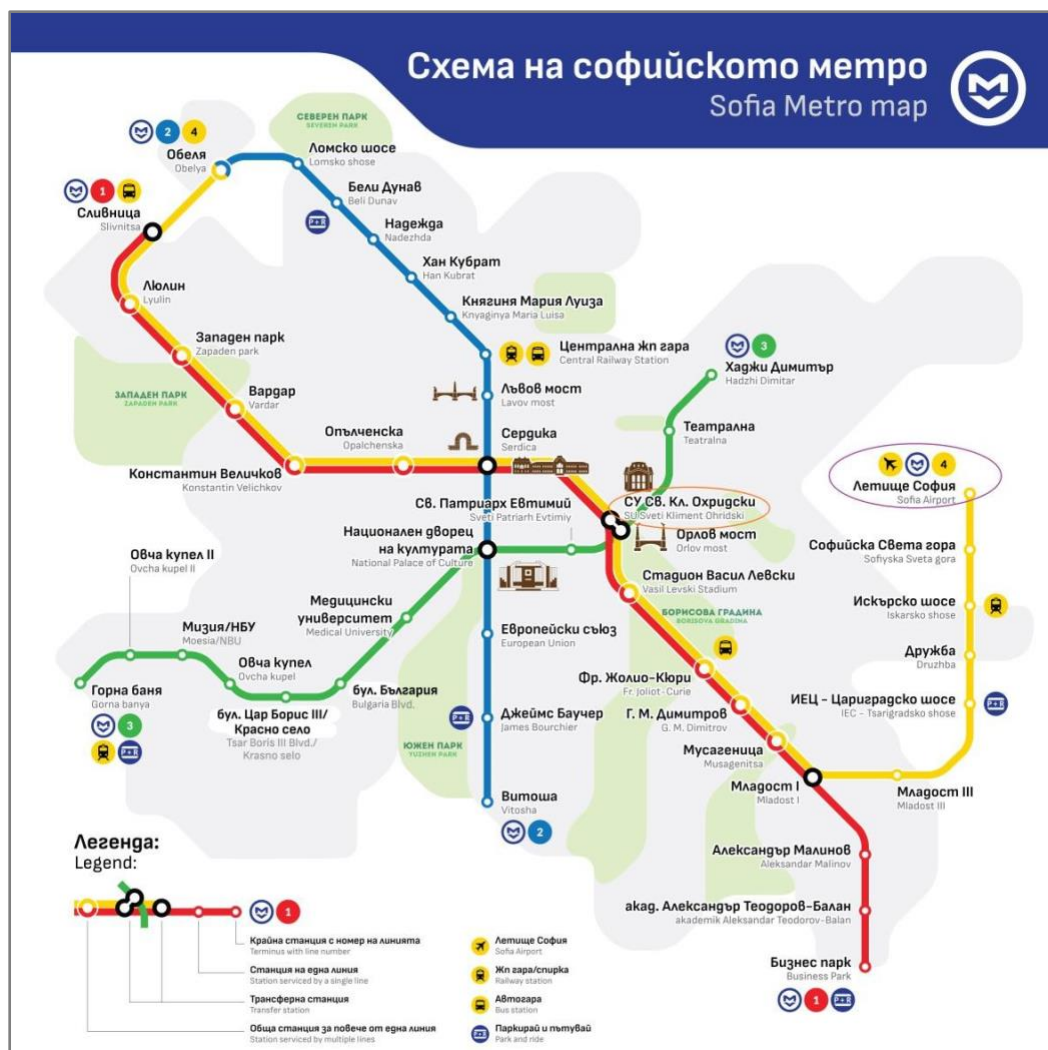 Схема на софийското метро
Sofia Metro map
СЕВЕРЕН ПАРК
SEVEREN PARK
2 4
Обеля
Obelya
Ломско шосе
Lomsko shose
1
Сливница
Slivnitsa
Бели Дунав
Beli Dunav
P+R
Надежда
Nadezhda
Хан Кубрат
Han Kubrat
Люлин
Lyulin
Княгиня Мария Луиза
Knyaginya Maria Luisa
Западен парк
Zapaden park
Централна жп гара
Central Railway Station
3
Хаджи Димитър
Hadzhi Dimitar
ЗАПАДЕН ПАРК
ZAPADEN PARK
Вардар
Vardar
Лъвов мост
Lavov most
Театрална
Teatralna
Опълченска
Opalchenska
Сердика
Serdica
Константин Величков
Konstantin Velichkov
4
Летище София
Sofia Airport
Св. Патриарх Евтимий
Sveti Patriarh Evtimiy
СУ Св. Кл. Охридски
SU Sveti Kliment Ohridski
Национален дворец
на културата
National Palace of Culture
Орлов мост
Orlov most
Софийска Света гора
Sofiyska Sveta gora
Овча купел II
Ovcha kupel II
Стадион Васил Левски
Vasil Levski Stadium
Искърско шосе
Iskarsko shose
Медицински
университет
Medical University
БОРИСОВА ГРАДИНА
BORISOVA GRADINA
Мизия/НБУ
Moesia/NBU
Европейски съюз
European Union
Дружба
Druzhba
Овча купел
Ovcha kupel
Фр. Жолио-Кюри
Fr. Joliot-Curie
Горна баня
Gorna banya
3
P+R
бул. България
Bulgaria Blvd.
ИЕЦ - Цариградско шосе
IEC - Tsarigradsko shose
P+R
бул. Цар Борис III/
Красно село
Tsar Boris III Blvd./
Krasno selo
P+R
Джеймс Баучер
James Bourchier
Г. М. Димитров
G. M. Dimitrov
ЮЖЕН ПАРК
YUZHEN PARK
Мусагеница
Musagenitsa
Младост I
Mladost I
Младост III
Mladost III
Витоша
Vitosha
2
Александър Малинов
Aleksandar Malinov
акад. Александър Теодоров-Балан
akademik Aleksandar Teodorov-Balan
Бизнес парк
Business Park
1 P+R
Легенда:
Legend:
1
Крайна станция с номер на линията
Terminus with line number
Станция на една линия
Station serviced by a single line
Трансферна станция
Transfer station
Обща станция за повече от една линия
Station serviced by multiple lines
Летище София
Sofia Airport
Жп гара/спирка
Railway station
Автогара
Bus station
P+R
Паркирай и пътувай
Park and ride